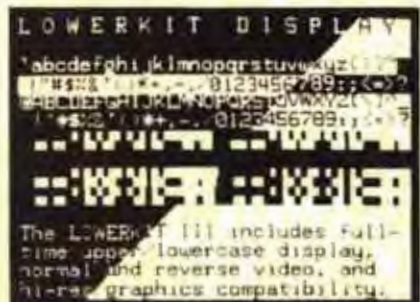 LOWERKIT DISPLAY
`abcdefghijklmnopqrstuvwxyz{|}~
!"#$%&'()*+,-./0123456789:;<=>?
@ABCDEFGHIJKLMNOPQRSTUVWXYZ[\]^
!"#$%&'()*+,-./0123456789:;<=>?
The LOWERKIT III includes full-
time upper/lowercase display,
normal and reverse video, and
hi-res graphics compatibility.